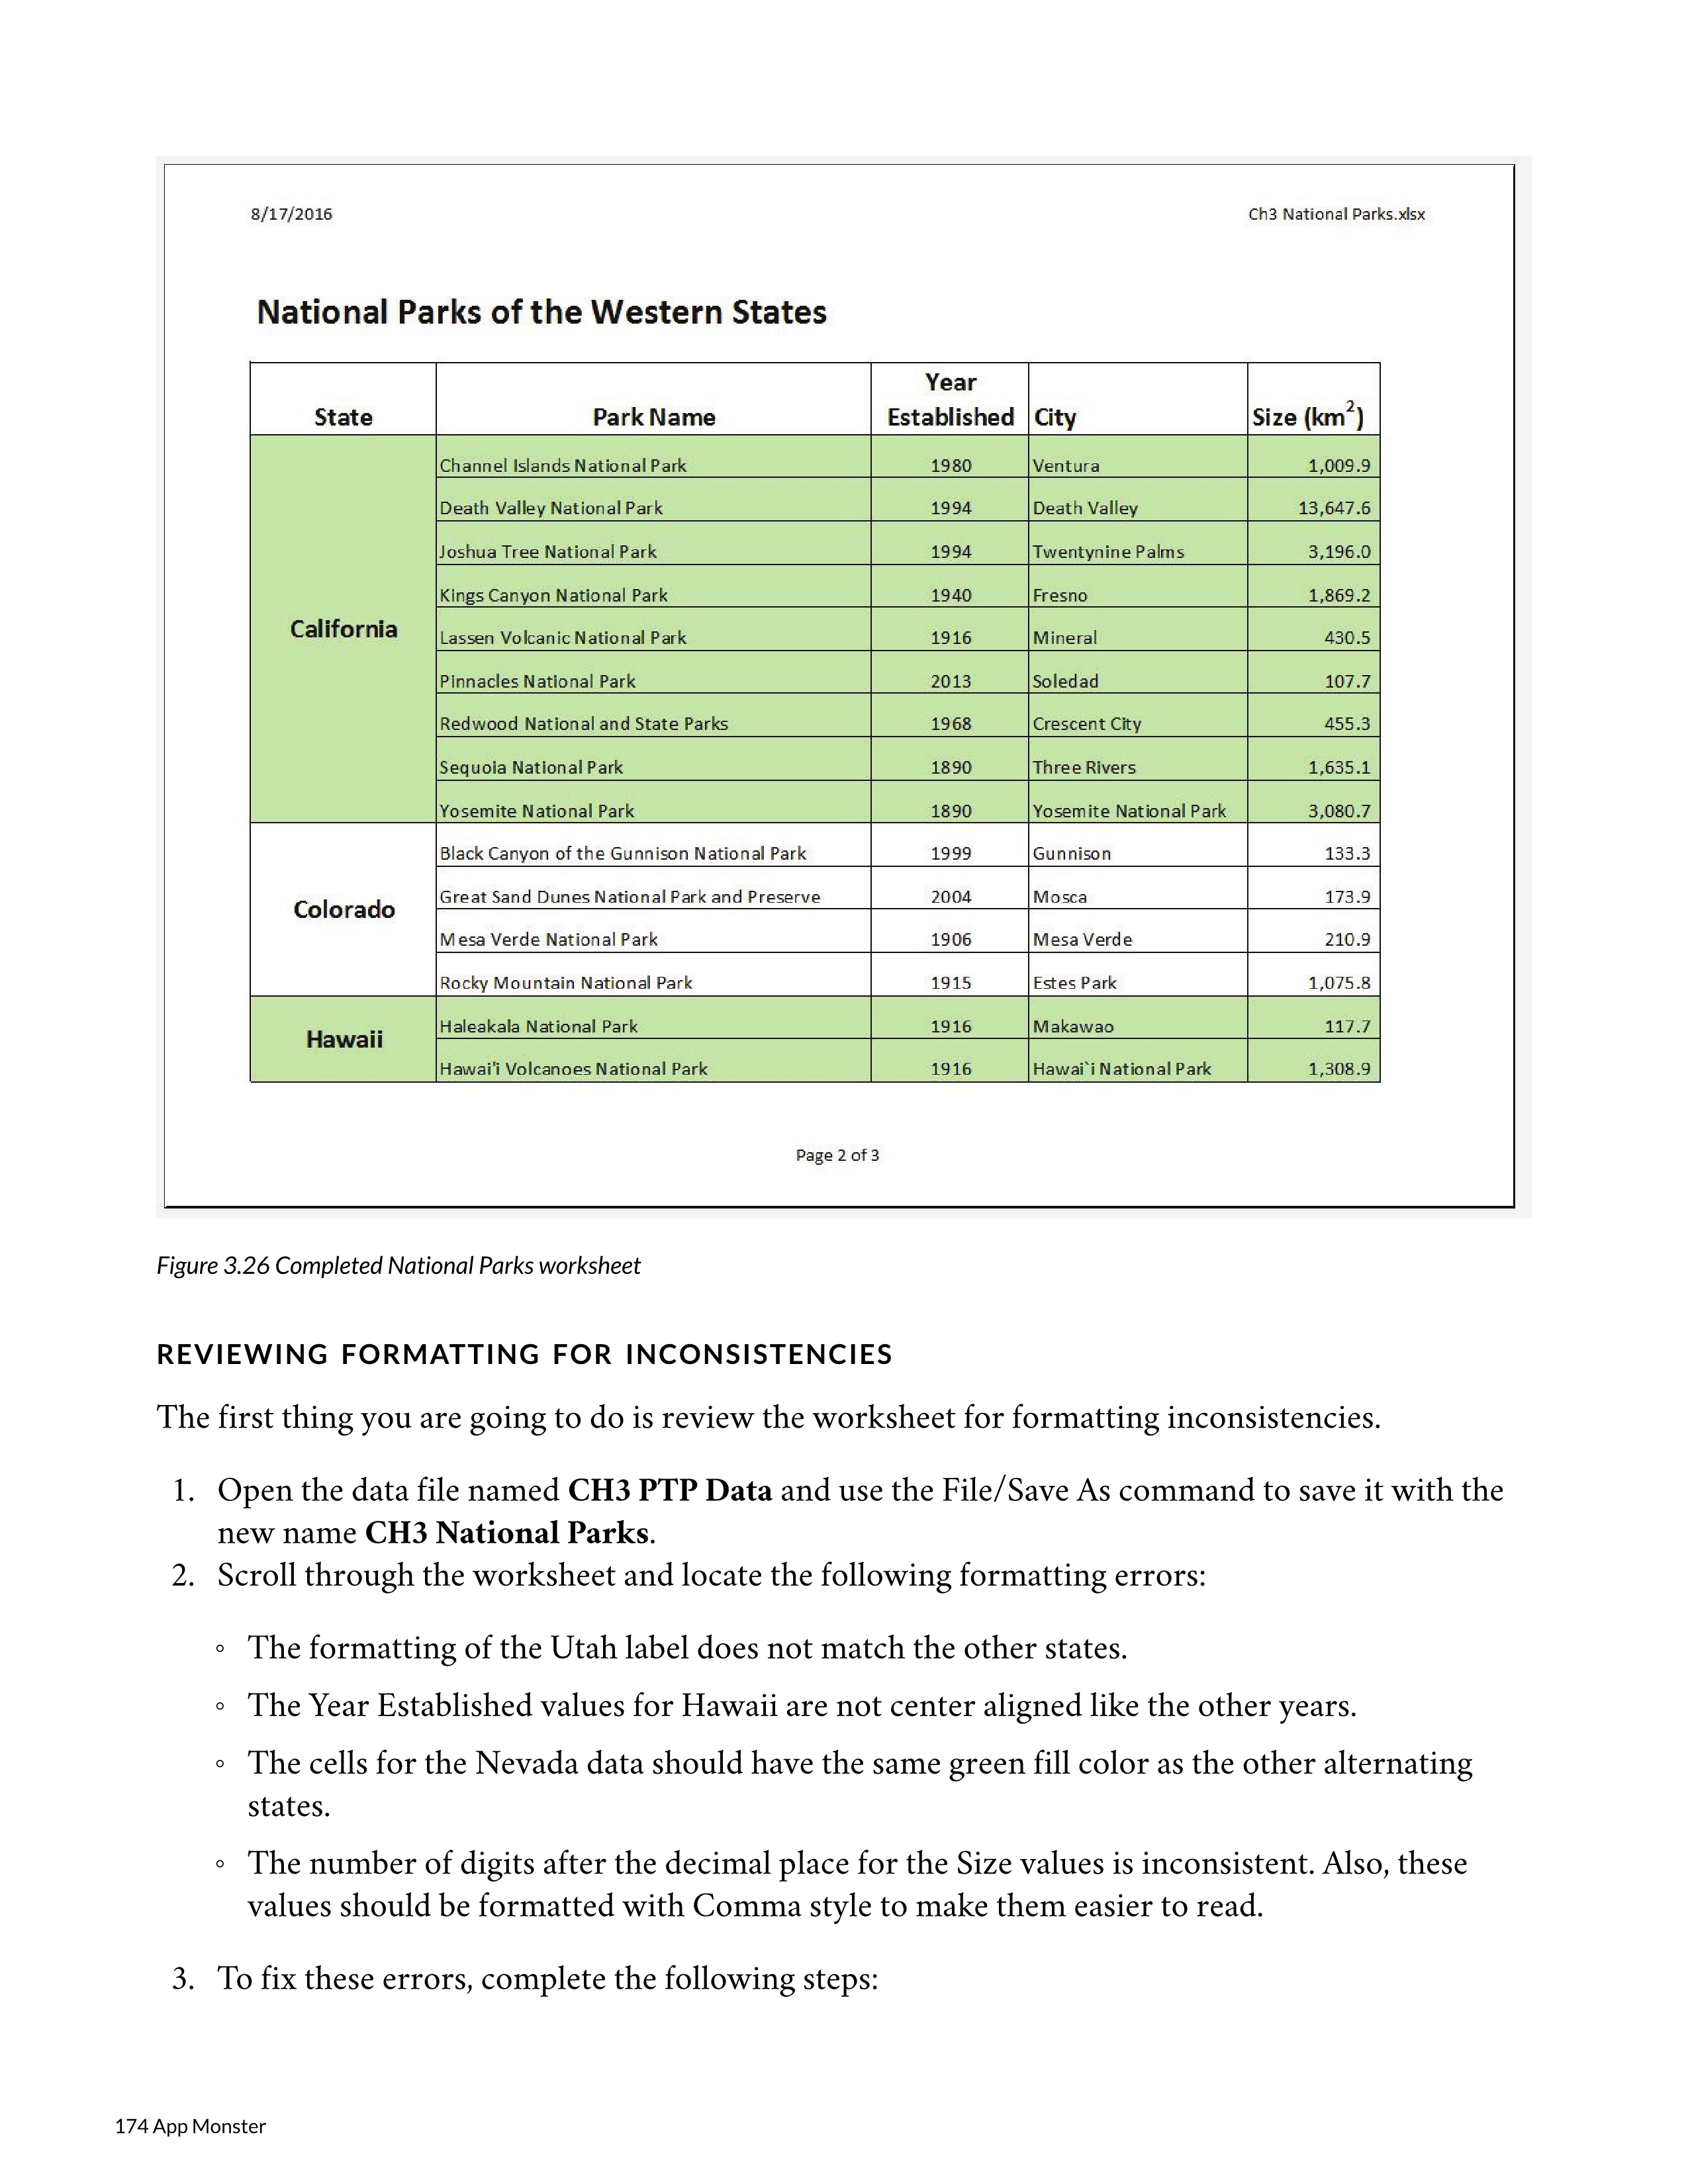 8/17/2016 Ch3 National Parks.xlsx
National Parks of the Western States
State Park Name Year Established City Size (km²)
California
Channel Islands National Park 1980 Ventura 1,009.9
Death Valley National Park 1994 Death Valley 13,647.6
Joshua Tree National Park 1994 Twentynine Palms 3,196.0
Kings Canyon National Park 1940 Fresno 1,869.2
Lassen Volcanic National Park 1916 Mineral 430.5
Pinnacles National Park 2013 Soledad 107.7
Redwood National and State Parks 1968 Crescent City 455.3
Sequoia National Park 1890 Three Rivers 1,635.1
Yosemite National Park 1890 Yosemite National Park 3,080.7
Colorado
Black Canyon of the Gunnison National Park 1999 Gunnison 133.3
Great Sand Dunes National Park and Preserve 2004 Mosca 173.9
Mesa Verde National Park 1906 Mesa Verde 210.9
Rocky Mountain National Park 1915 Estes Park 1,075.8
Hawaii
Haleakala National Park 1916 Makawao 117.7
Hawai'i Volcanoes National Park 1916 Hawai`i National Park 1,308.9
Page 2 of 3
Figure 3.26 Completed National Parks worksheet
REVIEWING FORMATTING FOR INCONSISTENCIES
The first thing you are going to do is review the worksheet for formatting inconsistencies.
1. Open the data file named CH3 PTP Data and use the File/Save As command to save it with the
new name CH3 National Parks.
2. Scroll through the worksheet and locate the following formatting errors:
◦ The formatting of the Utah label does not match the other states.
◦ The Year Established values for Hawaii are not center aligned like the other years.
◦ The cells for the Nevada data should have the same green fill color as the other alternating
states.
◦ The number of digits after the decimal place for the Size values is inconsistent. Also, these
values should be formatted with Comma style to make them easier to read.
3. To fix these errors, complete the following steps:
174 App Monster